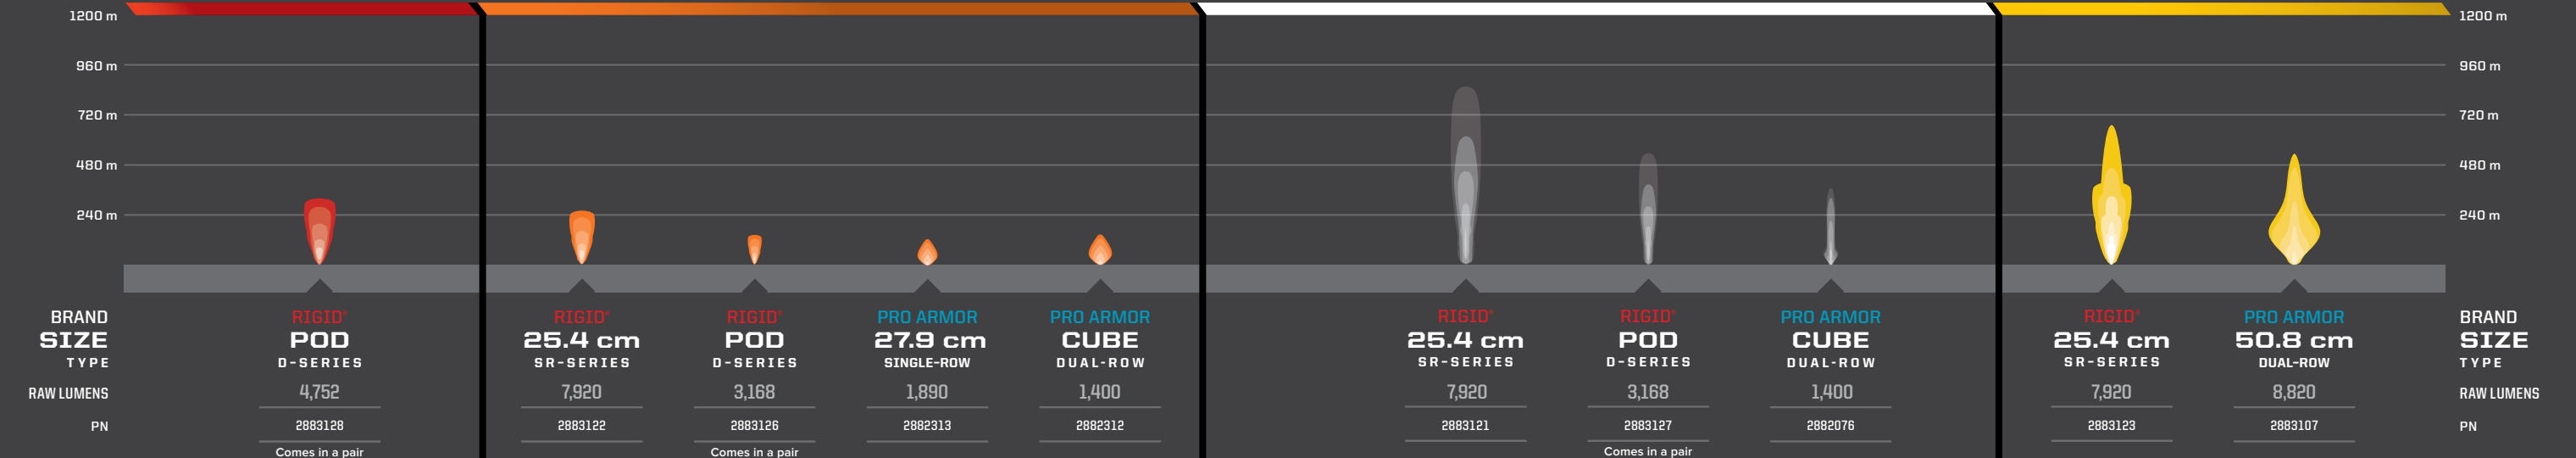 1200 m 1200 m
960 m 960 m
720 m 720 m
480 m 480 m
240 m 240 m
BRAND RIGID® RIGID® RIGID® PRO ARMOR PRO ARMOR RIGID® RIGID® PRO ARMOR RIGID® PRO ARMOR BRAND
SIZE POD 25.4 cm POD 27.9 cm CUBE 25.4 cm POD CUBE 25.4 cm 50.8 cm SIZE
TYPE D-SERIES SR-SERIES D-SERIES SINGLE-ROW DUAL-ROW SR-SERIES D-SERIES DUAL-ROW SR-SERIES DUAL-ROW TYPE
RAW LUMENS 4,752 7,920 3,168 1,890 1,400 7,920 3,168 1,400 7,920 8,820 RAW LUMENS
PN 2883128 2883122 2883126 2882313 2882312 2883121 2883127 2882076 2883123 2883107 PN
Comes in a pair Comes in a pair Comes in a pair